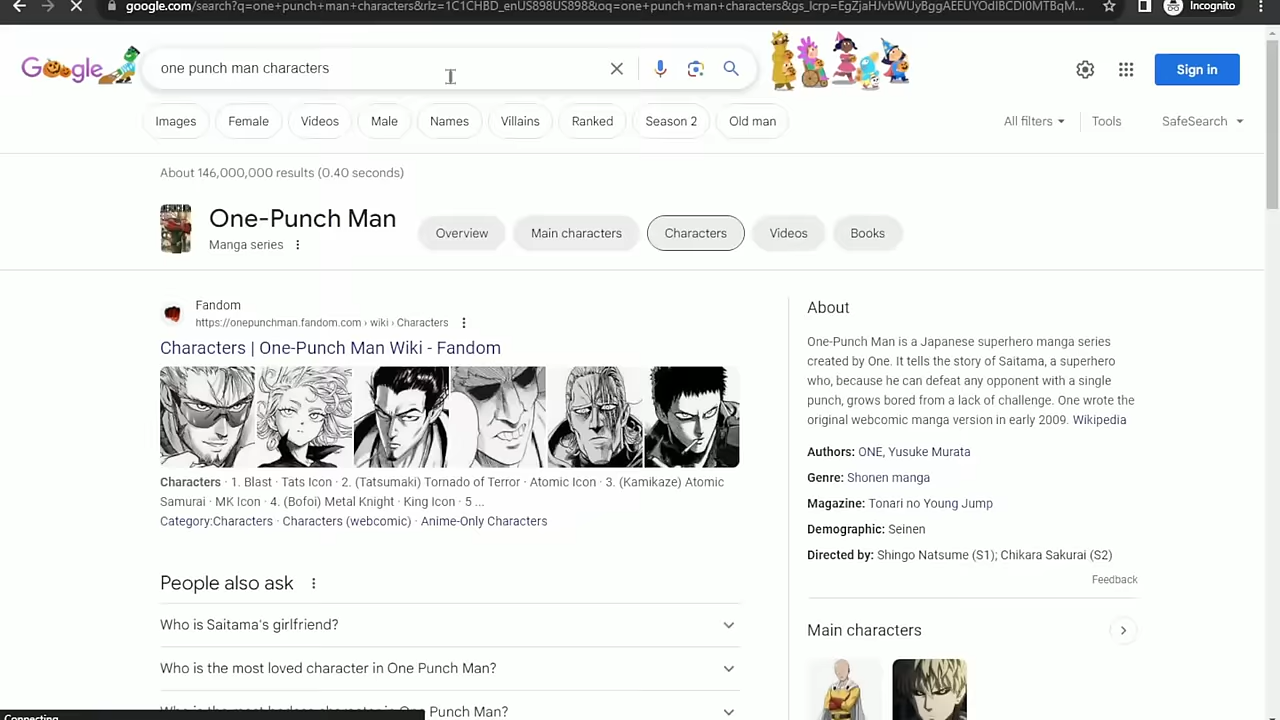 google.com/search?q=one+punch+man+characters&rlz=1C1CHBD_enUS898US898&oq=one+punch+man+characters&gs_lcrp=EgZjaHJvbWUyBggAEEUYOdIBCDI0MTBqM...
Incognito
Google
one punch man characters
Sign in
Images
Female
Videos
Male
Names
Villains
Ranked
Season 2
Old man
All filters
Tools
SafeSearch
About 146,000,000 results (0.40 seconds)
One-Punch Man
Manga series
Overview
Main characters
Characters
Videos
Books
Fandom
https://onepunchman.fandom.com › wiki › Characters
Characters | One-Punch Man Wiki - Fandom
Characters · 1. Blast · Tats Icon · 2. (Tatsumaki) Tornado of Terror · Atomic Icon · 3. (Kamikaze) Atomic
Samurai · MK Icon · 4. (Bofoi) Metal Knight · King Icon · 5 ...
Category:Characters · Characters (webcomic) · Anime-Only Characters
People also ask
Who is Saitama's girlfriend?
Who is the most loved character in One Punch Man?
Punch Man?
About
One-Punch Man is a Japanese superhero manga series
created by One. It tells the story of Saitama, a superhero
who, because he can defeat any opponent with a single
punch, grows bored from a lack of challenge. One wrote the
original webcomic manga version in early 2009. Wikipedia
Authors: ONE, Yusuke Murata
Genre: Shonen manga
Magazine: Tonari no Young Jump
Demographic: Seinen
Directed by: Shingo Natsume (S1); Chikara Sakurai (S2)
Feedback
Main characters
Connecting